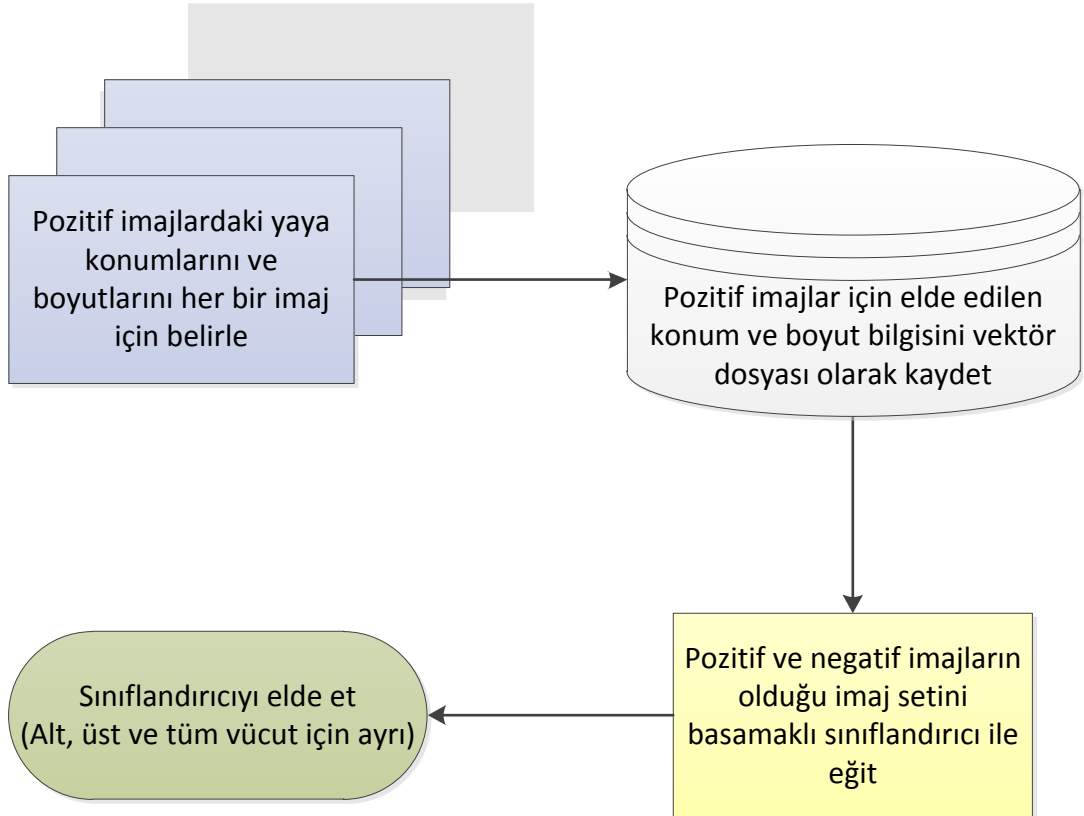 Pozitif imajlardaki yaya
konumlarını ve
boyutlarını her bir imaj
için belirle
Pozitif imajlar için elde edilen
konum ve boyut bilgisini vektör
dosyası olarak kaydet
Pozitif ve negatif imajların
olduğu imaj setini
basamaklı sınıflandırıcı ile
eğit
Sınıflandırıcıyı elde et
(Alt, üst ve tüm vücut için ayrı)